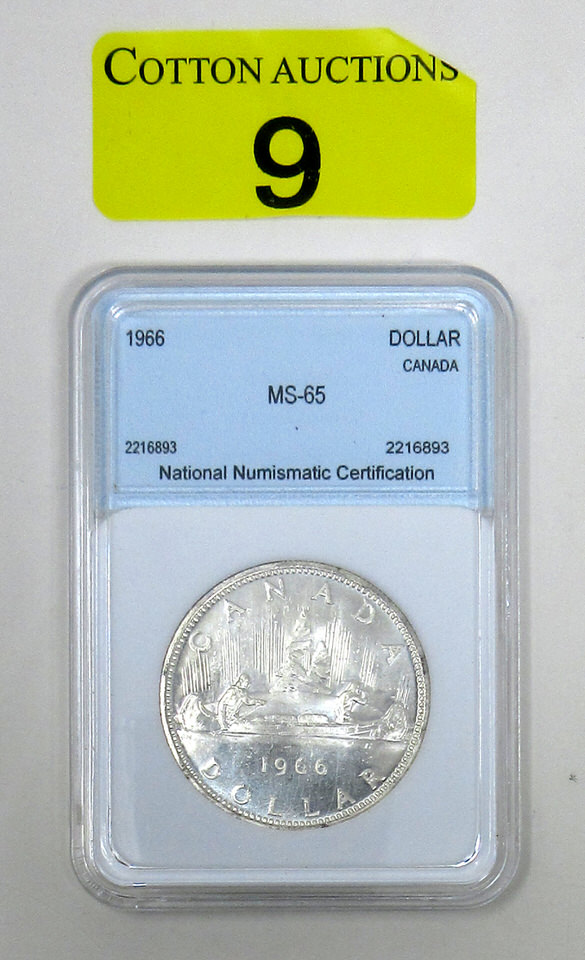 COTTON AUCTIONS
9
1966 DOLLAR
CANADA
MS-65
2216893 2216893
National Numismatic Certification
CANADA
1966
DOLLAR